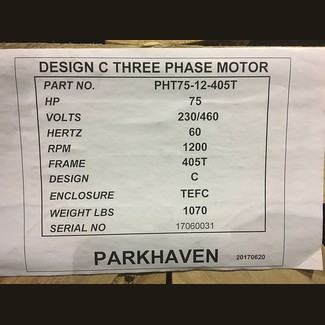 DESIGN C THREE PHASE MOTOR
PART NO. PHT75-12-405T
HP 75
VOLTS 230/460
HERTZ 60
RPM 1200
FRAME 405T
DESIGN C
ENCLOSURE TEFC
WEIGHT LBS 1070
SERIAL NO 17060031
PARKHAVEN 20170620